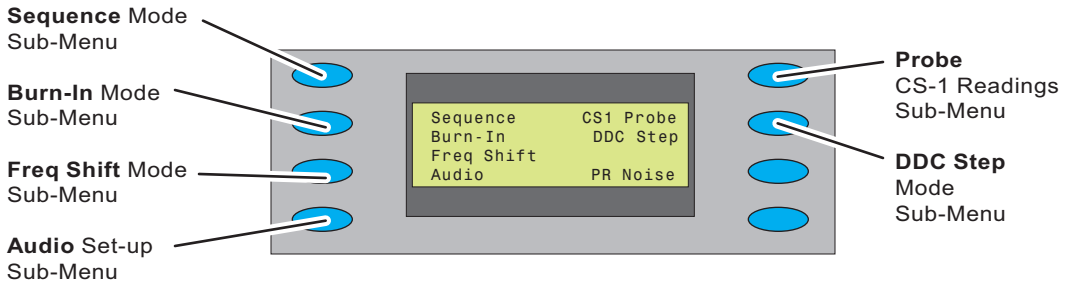 Sequence Mode
Sub-Menu
Burn-In Mode
Sub-Menu
Freq Shift Mode
Sub-Menu
Audio Set-up
Sub-Menu
Sequence CS1 Probe
Burn-In DDC Step
Freq Shift
Audio PR Noise
Probe
CS-1 Readings
Sub-Menu
DDC Step
Mode
Sub-Menu